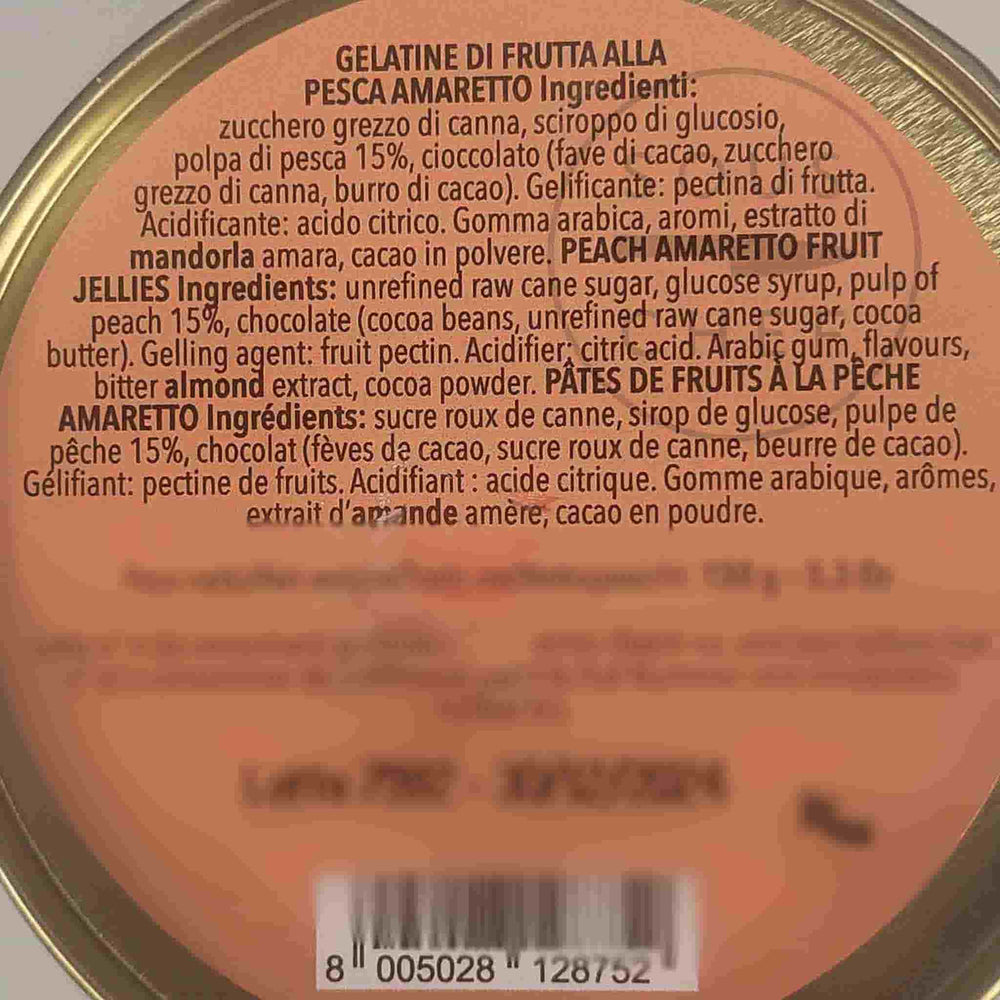 GELATINE DI FRUTTA ALLA
PESCA AMARETTO Ingredienti:
zucchero grezzo di canna, sciroppo di glucosio,
polpa di pesca 15%, cioccolato (fave di cacao, zucchero
grezzo di canna, burro di cacao). Gelificante: pectina di frutta.
Acidificante: acido citrico. Gomma arabica, aromi, estratto di
mandorla amara, cacao in polvere. PEACH AMARETTO FRUIT
JELLIES Ingredients: unrefined raw cane sugar, glucose syrup, pulp of
peach 15%, chocolate (cocoa beans, unrefined raw cane sugar, cocoa
butter). Gelling agent: fruit pectin. Acidifier: citric acid. Arabic gum, flavours,
bitter almond extract, cocoa powder. PÂTES DE FRUITS À LA PÊCHE
AMARETTO Ingrédients: sucre roux de canne, sirop de glucose, pulpe de
pêche 15%, chocolat (fèves de cacao, sucre roux de canne, beurre de cacao).
Gélifiant: pectine de fruits. Acidifiant : acide citrique. Gomme arabique, arômes,
extrait d'amande amère, cacao en poudre.
8 005028 128752